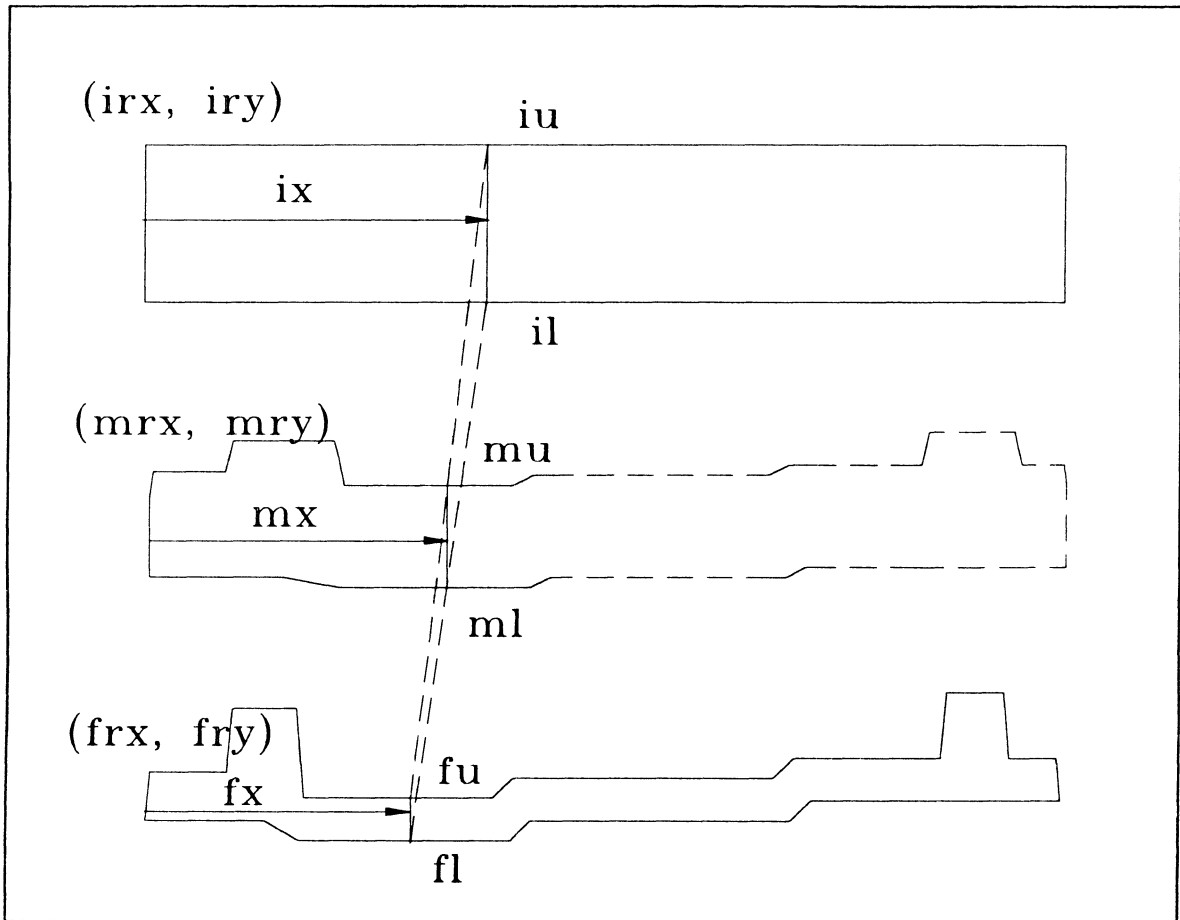 (irx, iry)
iu
ix
il
(mrx, mry)
mu
mx
ml
(frx, fry)
fu
fx
fl